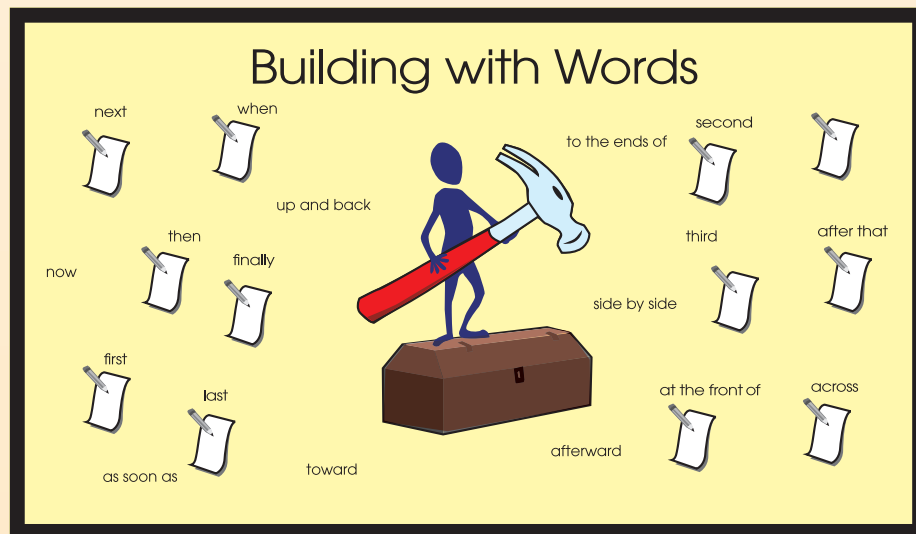 Building with Words
next
when
second
to the ends of
up and back
then
third
after that
finally
now
side by side
first
last
at the front of
across
afterward
toward
as soon as